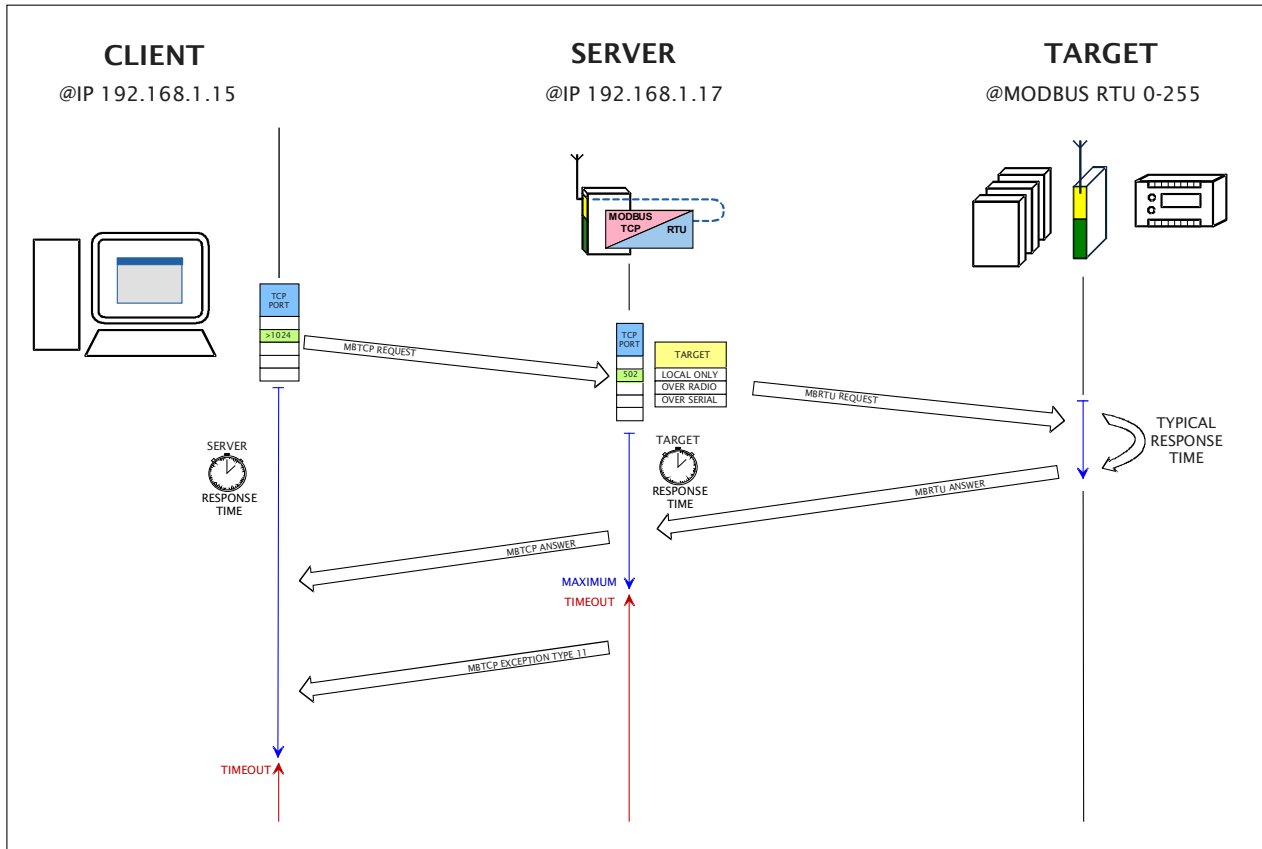 CLIENT
@IP 192.168.1.15
SERVER
@IP 192.168.1.17
TARGET
@MODBUS RTU 0-255
MODBUS
TCP
RTU
TCP
PORT
>1024
MBTCP REQUEST
TCP
PORT
502
TARGET
LOCAL ONLY
OVER RADIO
OVER SERIAL
MBRTU REQUEST
TYPICAL
RESPONSE
TIME
SERVER
RESPONSE
TIME
TARGET
RESPONSE
TIME
MBRTU ANSWER
MBTCP ANSWER
MAXIMUM
TIMEOUT
MBTCP EXCEPTION TYPE 11
TIMEOUT